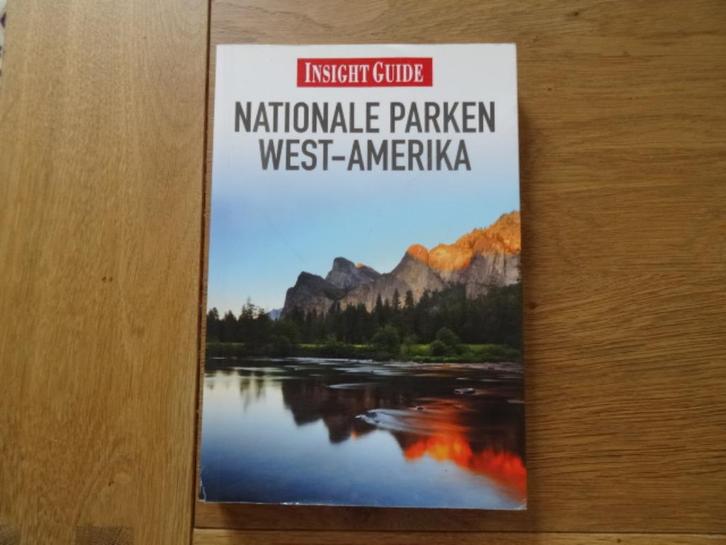 INSIGHT GUIDE
NATIONALE PARKEN
WEST-AMERIKA